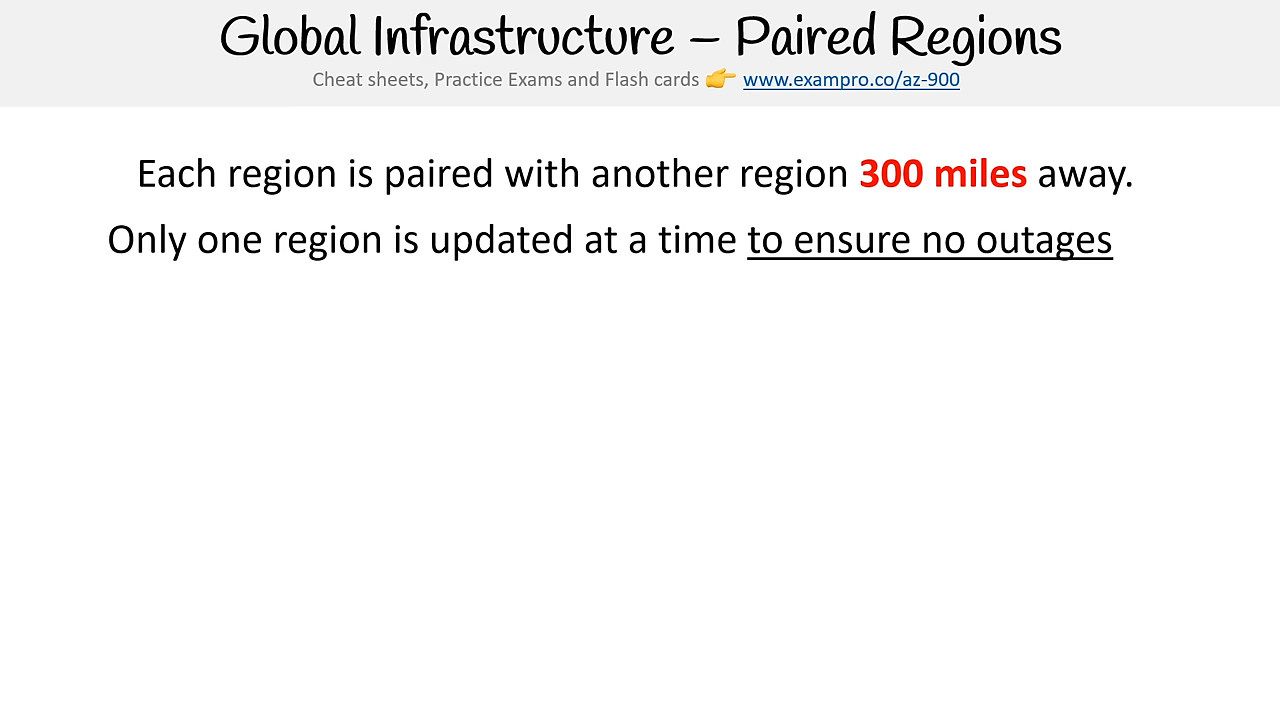 Global Infrastructure – Paired Regions
Cheat sheets, Practice Exams and Flash cards 👉 www.exampro.co/az-900
Each region is paired with another region 300 miles away.
Only one region is updated at a time to ensure no outages